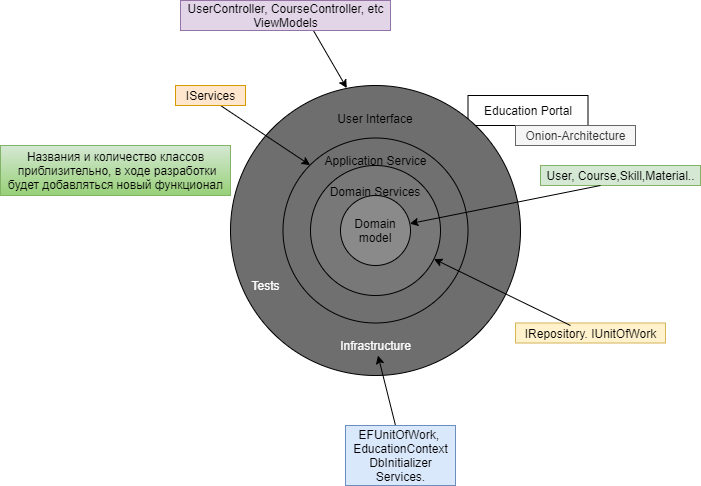 UserController, CourseController, etc
ViewModels
IServices
Education Portal
User Interface
Onion-Architecture
Названия и количество классов
приблизительно, в ходе разработки
будет добавляться новый функционал
Application Service
User, Course,Skill,Material..
Domain Services
Domain
model
Tests
IRepository. IUnitOfWork
Infrastructure
EFUnitOfWork,
EducationContext
DbInitializer
Services.